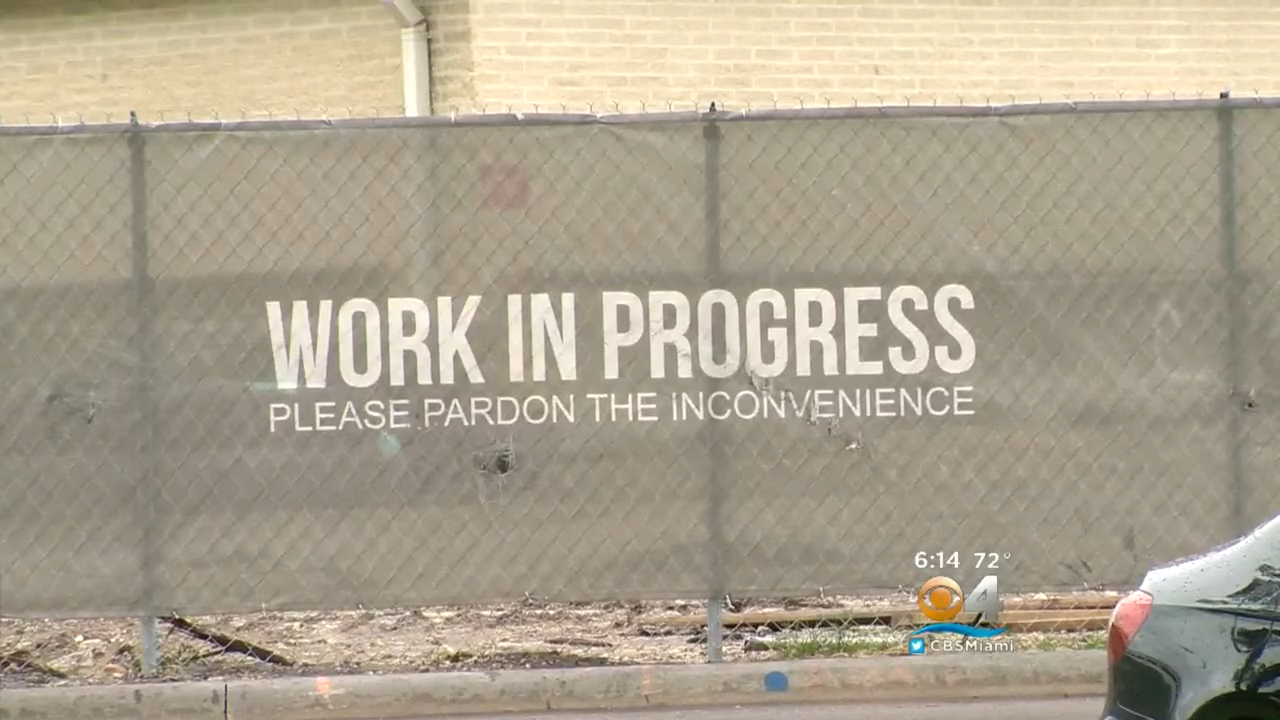 WORK IN PROGRESS
PLEASE PARDON THE INCONVENIENCE
6:14 72°
4
CBSMiami